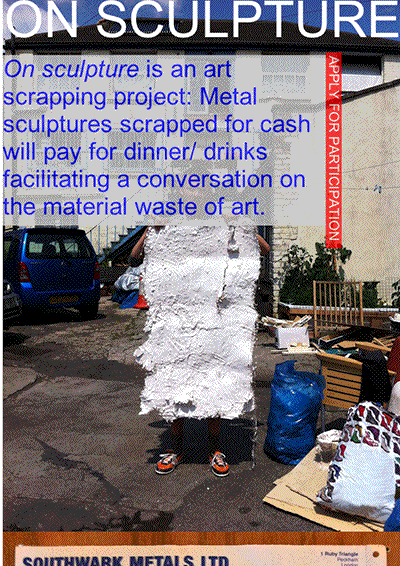 ON SCULPTURE
On sculpture is an art
scrapping project: Metal
sculptures scrapped for cash
will pay for dinner/ drinks
facilitating a conversation on
the material waste of art.
APPLY FOR PARTICIPATION
SOUTHWARK METALS LTD
1 Ruby Triangle
Peckham